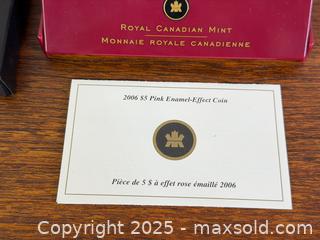 ROYAL CANADIAN MINT
MONNAIE ROYALE CANADIENNE
2006 $5 Pink Enamel-Effect Coin
Pièce de 5 $ à effet rose émaillé 2006
Copyright © 2025 - maxsold.com